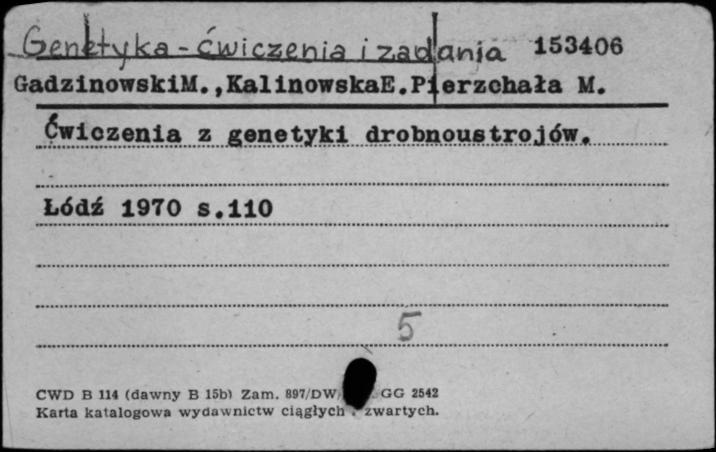 Genetyka - ćwiczenia i zadania 153406
GadzinowskiM.,KalinowskaE.Pierzchała M.
Ćwiczenia z genetyki drobnoustrojów.
Łódź 1970 s.110
5
CWD B 114 (dawny B 15b) Zam. 897/DW GG 2542
Karta katalogowa wydawnictw ciągłych zwartych.